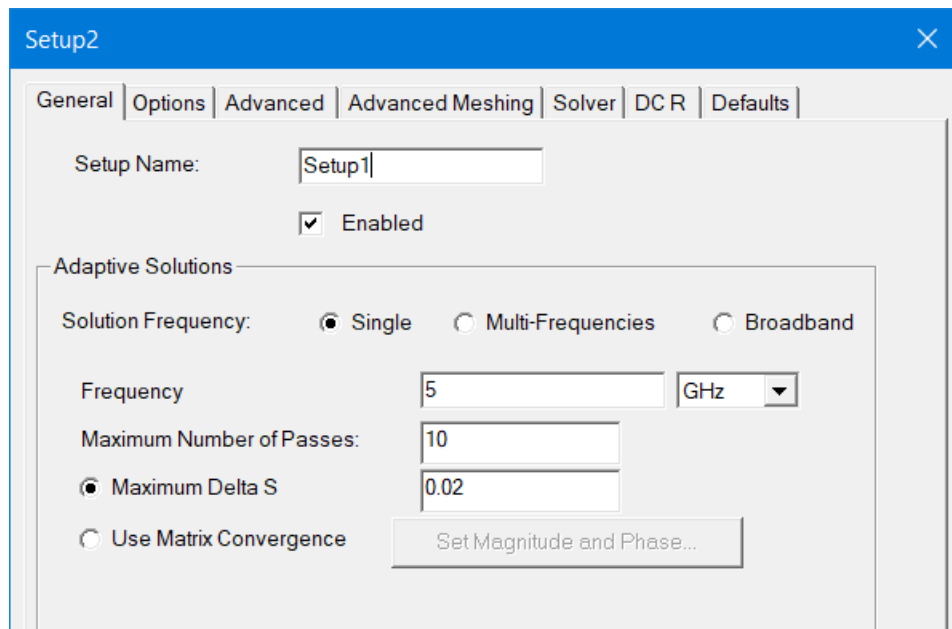 Setup2
General Options Advanced Advanced Meshing Solver DC R Defaults
Setup Name: Setup1
Enabled
Adaptive Solutions
Solution Frequency: Single Multi-Frequencies Broadband
Frequency 5 GHz
Maximum Number of Passes: 10
Maximum Delta S 0.02
Use Matrix Convergence Set Magnitude and Phase...